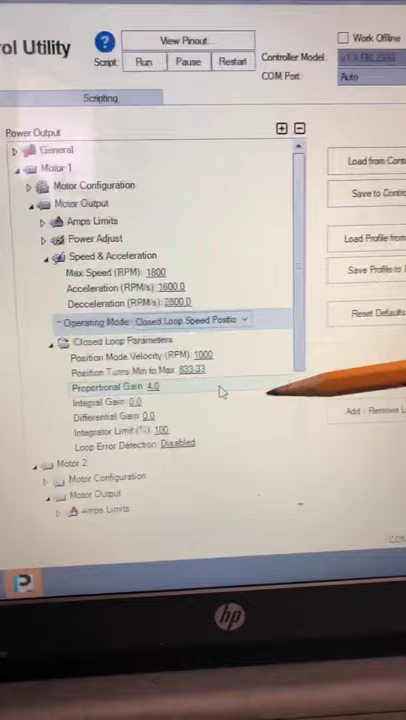 rol Utility
?
View Pinout...
Work Offline
Script:
Run
Pause
Restart
Controller Model:
COM Port:
Auto
Scripting
Power Output
General
Motor 1
Motor Configuration
Motor Output
Amps Limits
Power Adjust
Speed & Acceleration
Max Speed (RPM): 1800
Acceleration (RPM/s): 1600.0
Decceleration (RPM/s): 2800.0
- Operating Mode: Closed Loop Speed Positio
Closed Loop Parameters
Position Mode Velocity (RPM): 1000
Position Turns Min to Max: 833.33
Proportional Gain: 4.0
Integral Gain: 0.0
Differential Gain: 0.0
Integrator Limit (%): 100
Loop Error Detection: Disabled
Motor 2
Motor Configuration
Motor Output
Amps Limits
Load from Cont
Save to Contro
Load Profile from
Save Profile to
Reset Defaults
Add / Remove L
COM
hp